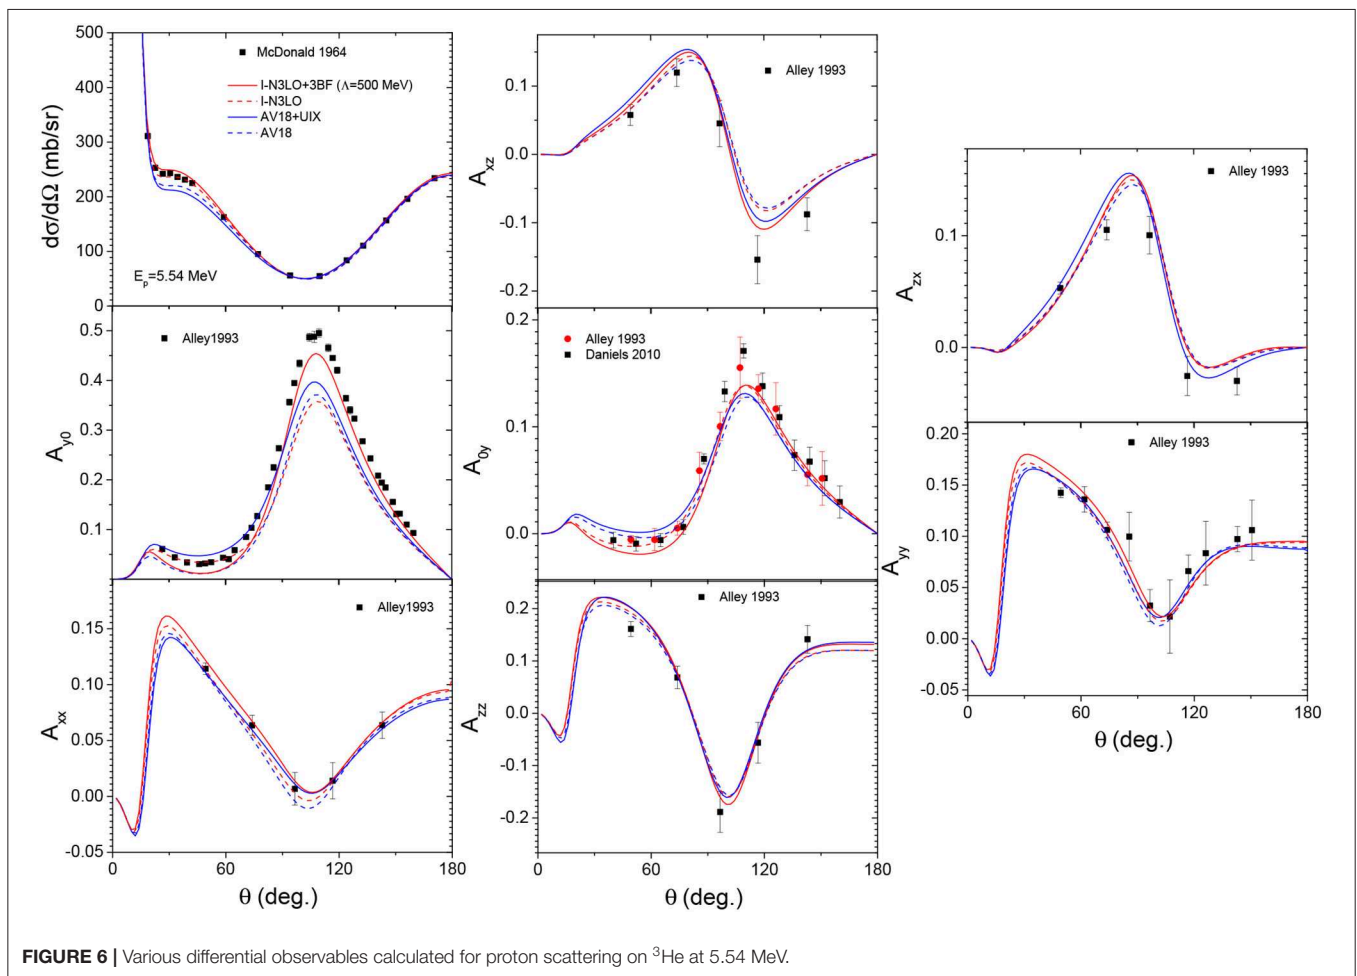 500
400
300
200
100
0
dσ/dΩ (mb/sr)
McDonald 1964
I-N3LO+3BF (Λ=500 MeV)
I-N3LO
AV18+UIX
AV18
E_p=5.54 MeV
0.1
0.0
-0.1
-0.2
A_xz
Alley 1993
0.1
0.0
A_zx
Alley 1993
0.5
0.4
0.3
0.2
0.1
A_y0
Alley1993
0.2
0.1
0.0
A_0y
Alley 1993
Daniels 2010
0.20
0.15
0.10
0.05
0.00
-0.05
A_yy
Alley 1993
0 60 120 180
θ (deg.)
0.15
0.10
0.05
0.00
-0.05
A_xx
Alley1993
0 60 120 180
θ (deg.)
0.2
0.1
0.0
-0.1
-0.2
A_zz
Alley 1993
0 60 120 180
θ (deg.)
FIGURE 6 | Various differential observables calculated for proton scattering on ³He at 5.54 MeV.